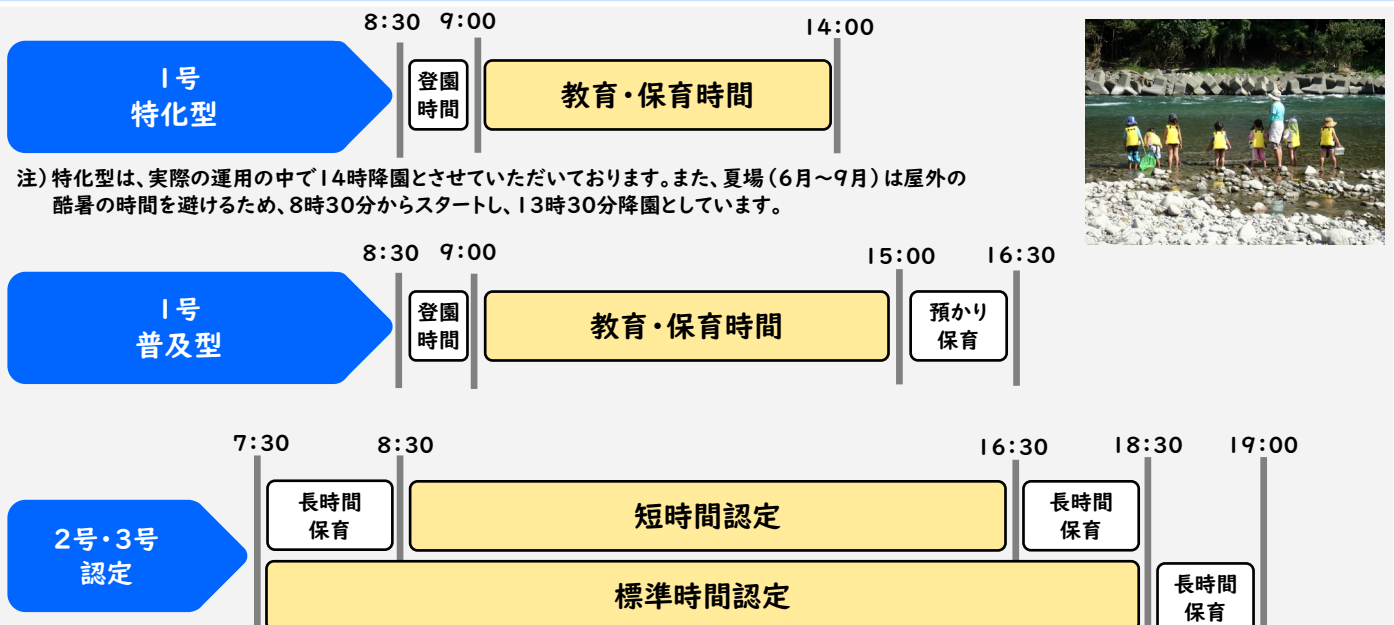 8:30 9:00 14:00
1号
特化型
登園
時間
教育・保育時間
注）特化型は、実際の運用の中で14時降園とさせていただいております。また、夏場（6月～9月）は屋外の
酷暑の時間を避けるため、8時30分からスタートし、13時30分降園としています。
8:30 9:00 15:00 16:30
1号
普及型
登園
時間
教育・保育時間
預かり
保育
7:30 8:30 16:30 18:30 19:00
2号・3号
認定
長時間
保育
短時間認定
長時間
保育
標準時間認定
長時間
保育